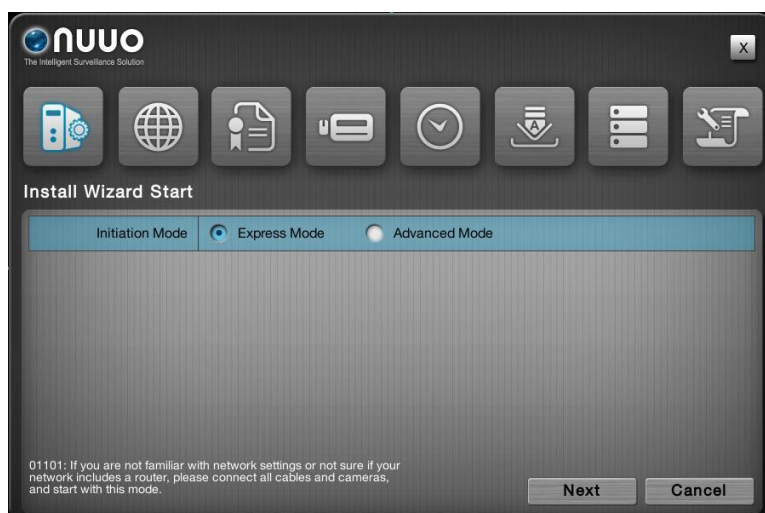 nuuo
The Intelligent Surveillance Solution
X
A
Install Wizard Start
Initiation Mode Express Mode Advanced Mode
01101: If you are not familiar with network settings or not sure if your
network includes a router, please connect all cables and cameras,
and start with this mode.
Next Cancel